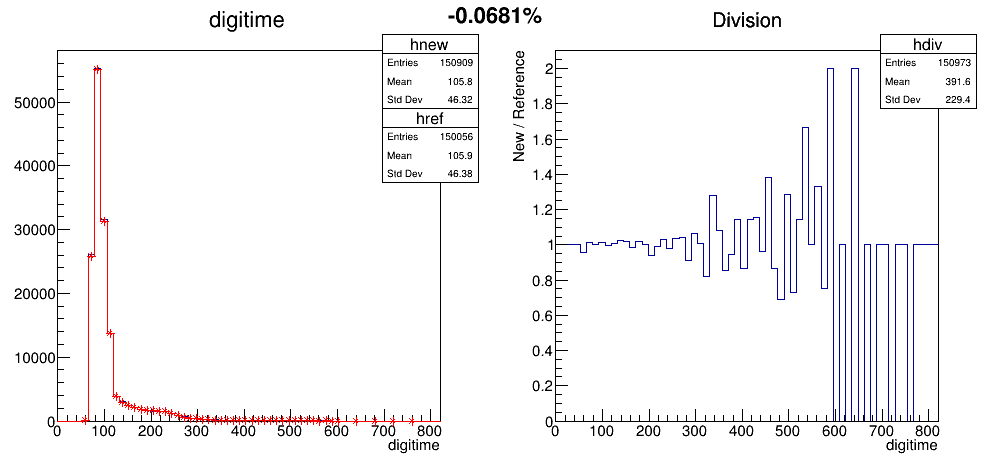 -0.0681%
digitime
hnew
Entries 150909
Mean 105.8
Std Dev 46.32
href
Entries 150056
Mean 105.9
Std Dev 46.38
50000
40000
30000
20000
10000
0
0 100 200 300 400 500 600 700 800
digitime
Division
hdiv
Entries 150973
Mean 391.6
Std Dev 229.4
New / Reference
2
1.8
1.6
1.4
1.2
1
0.8
0.6
0.4
0.2
0
0 100 200 300 400 500 600 700 800
digitime